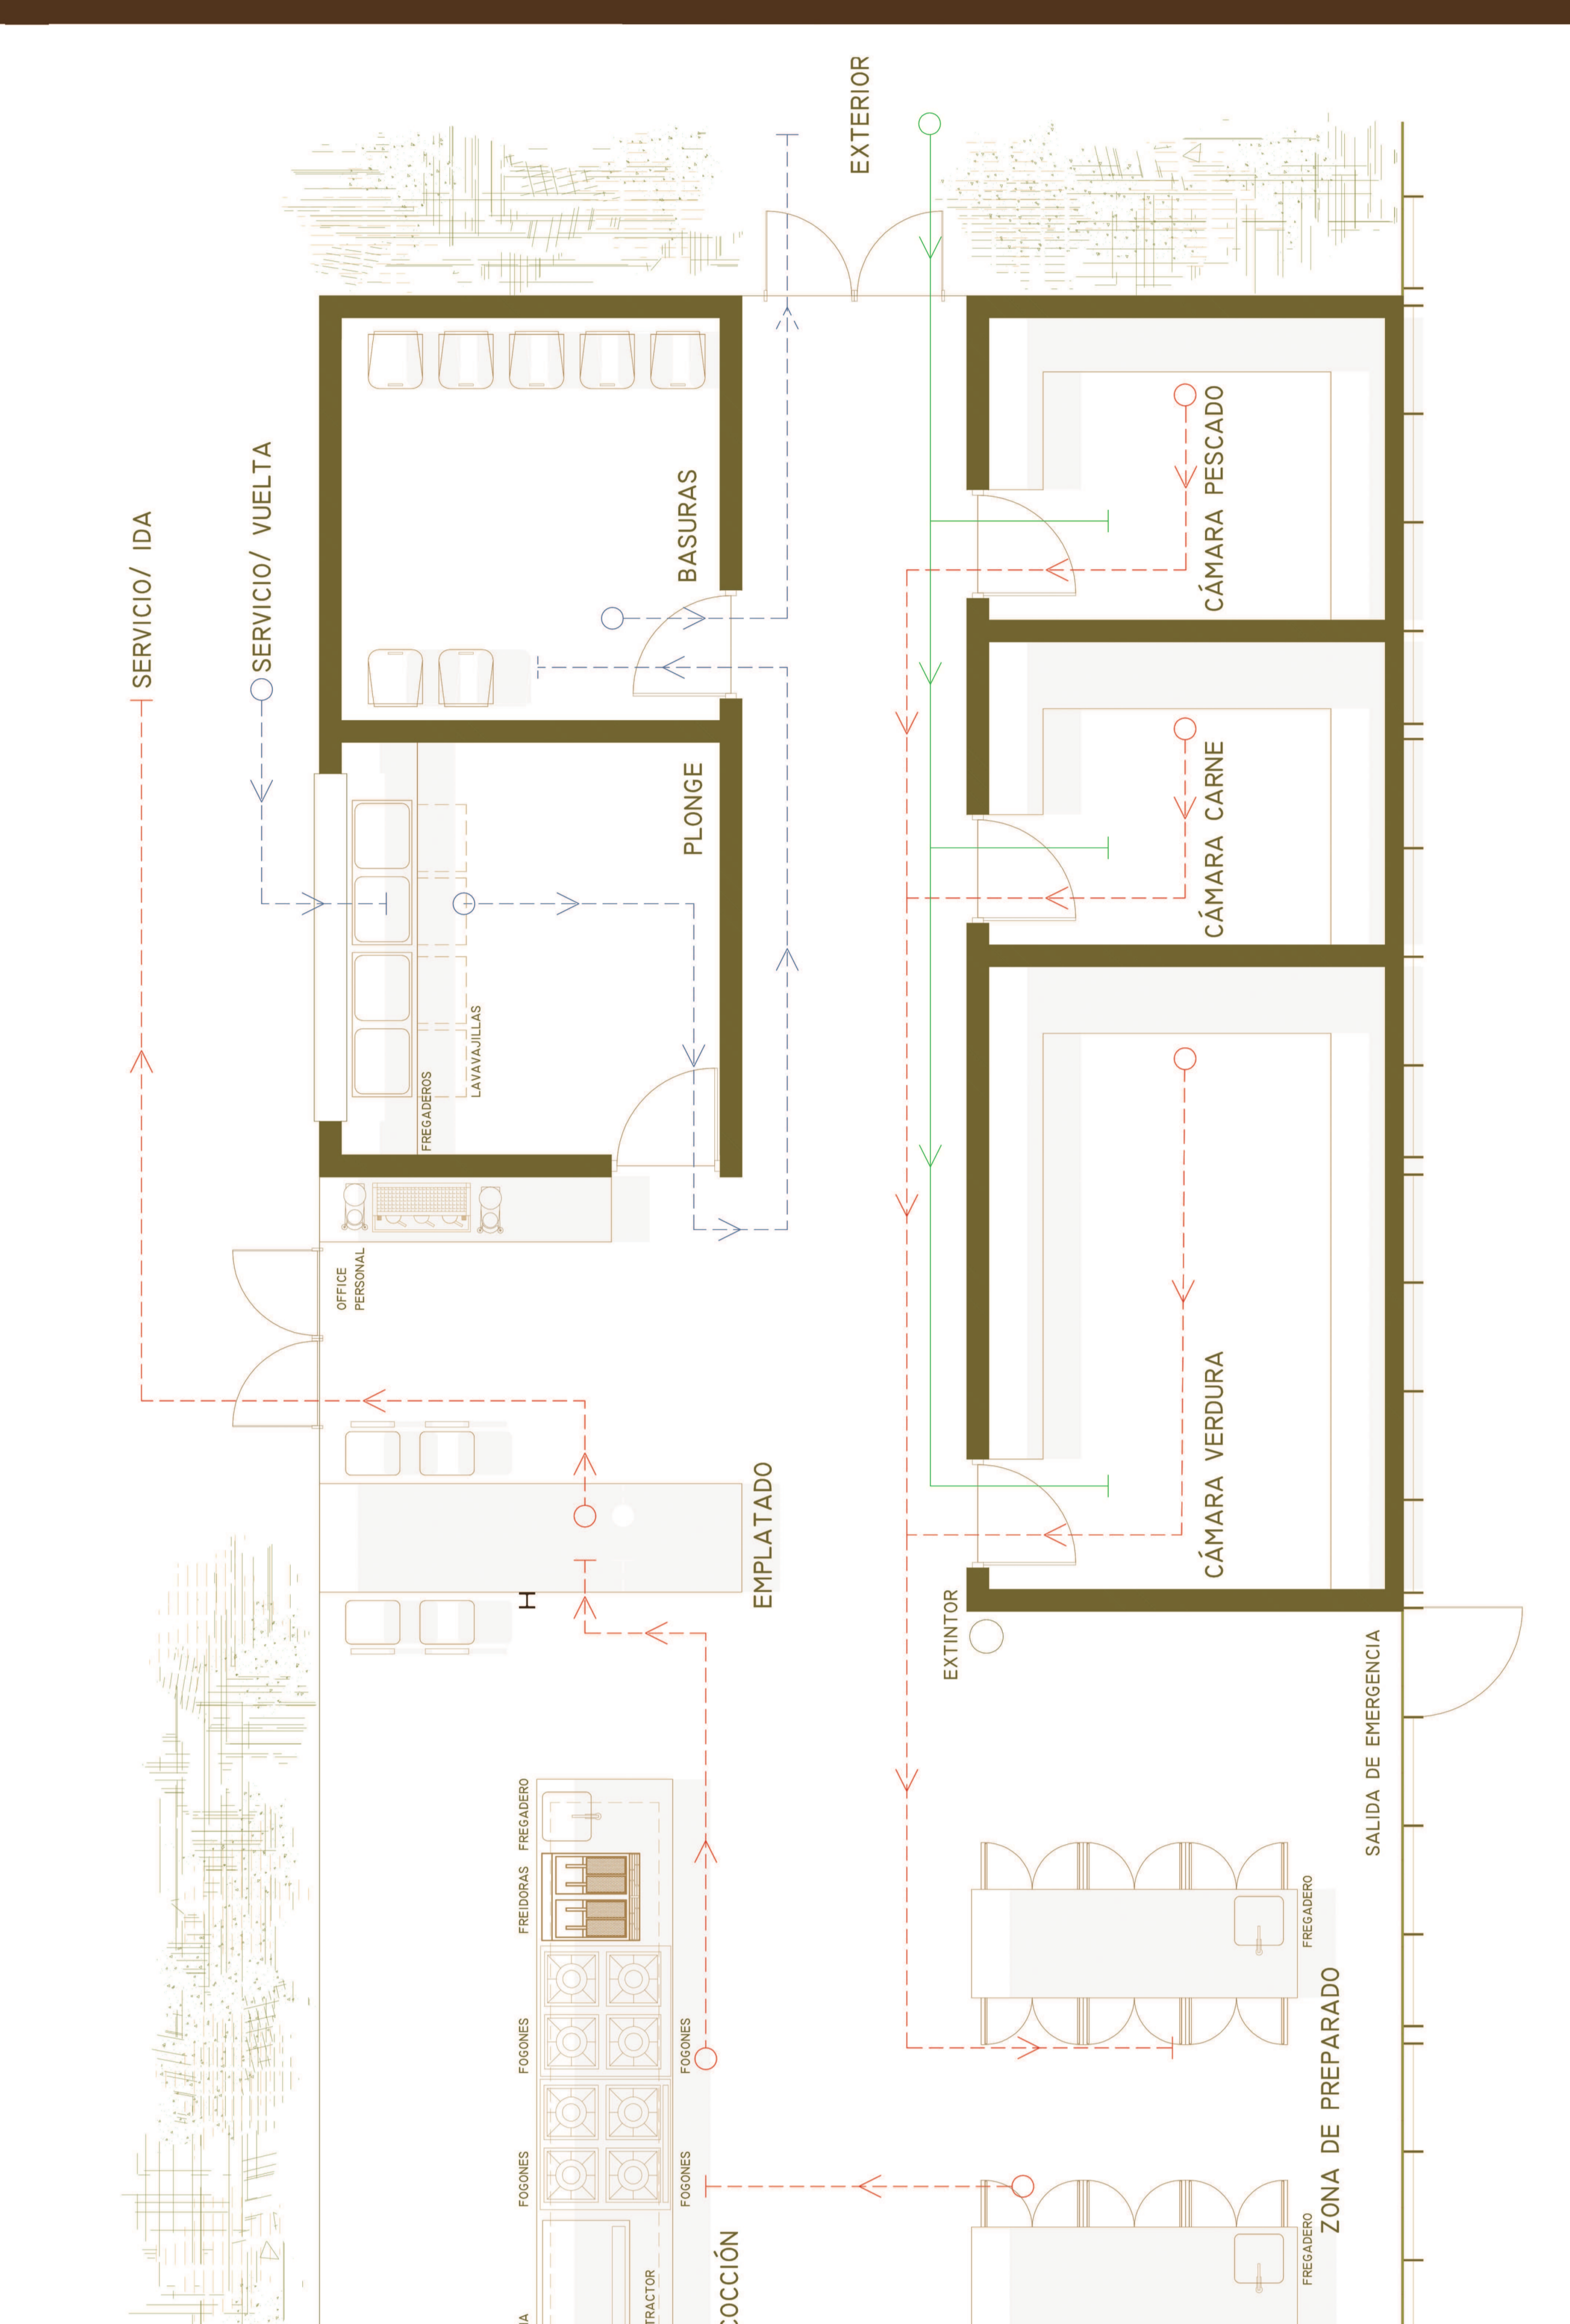 EXTERIOR
SERVICIO/ IDA
SERVICIO/ VUELTA
BASURAS
CÁMARA PESCADO
PLONGE
CÁMARA CARNE
LAVAVAJILLAS
FREGADEROS
OFFICE
PERSONAL
CÁMARA VERDURA
EMPLATADO
H
EXTINTOR
SALIDA DE EMERGENCIA
FREGADERO
FREIDORAS
FREGADERO
FOGONES
FOGONES
ZONA DE PREPARADO
FOGONES
FOGONES
FREGADERO